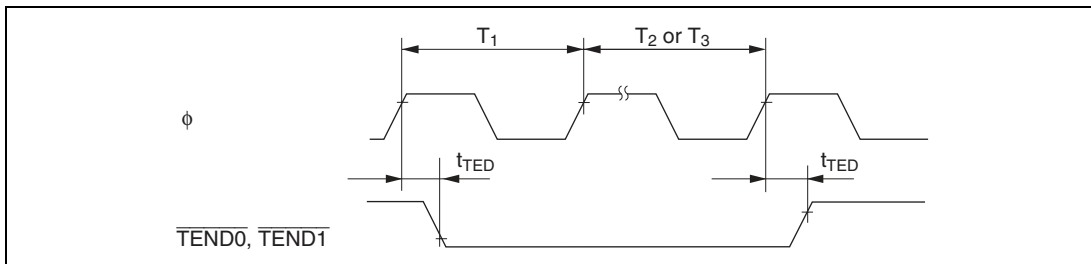 T₁ T₂ or T₃
φ
tTED tTED
TEND0, TEND1